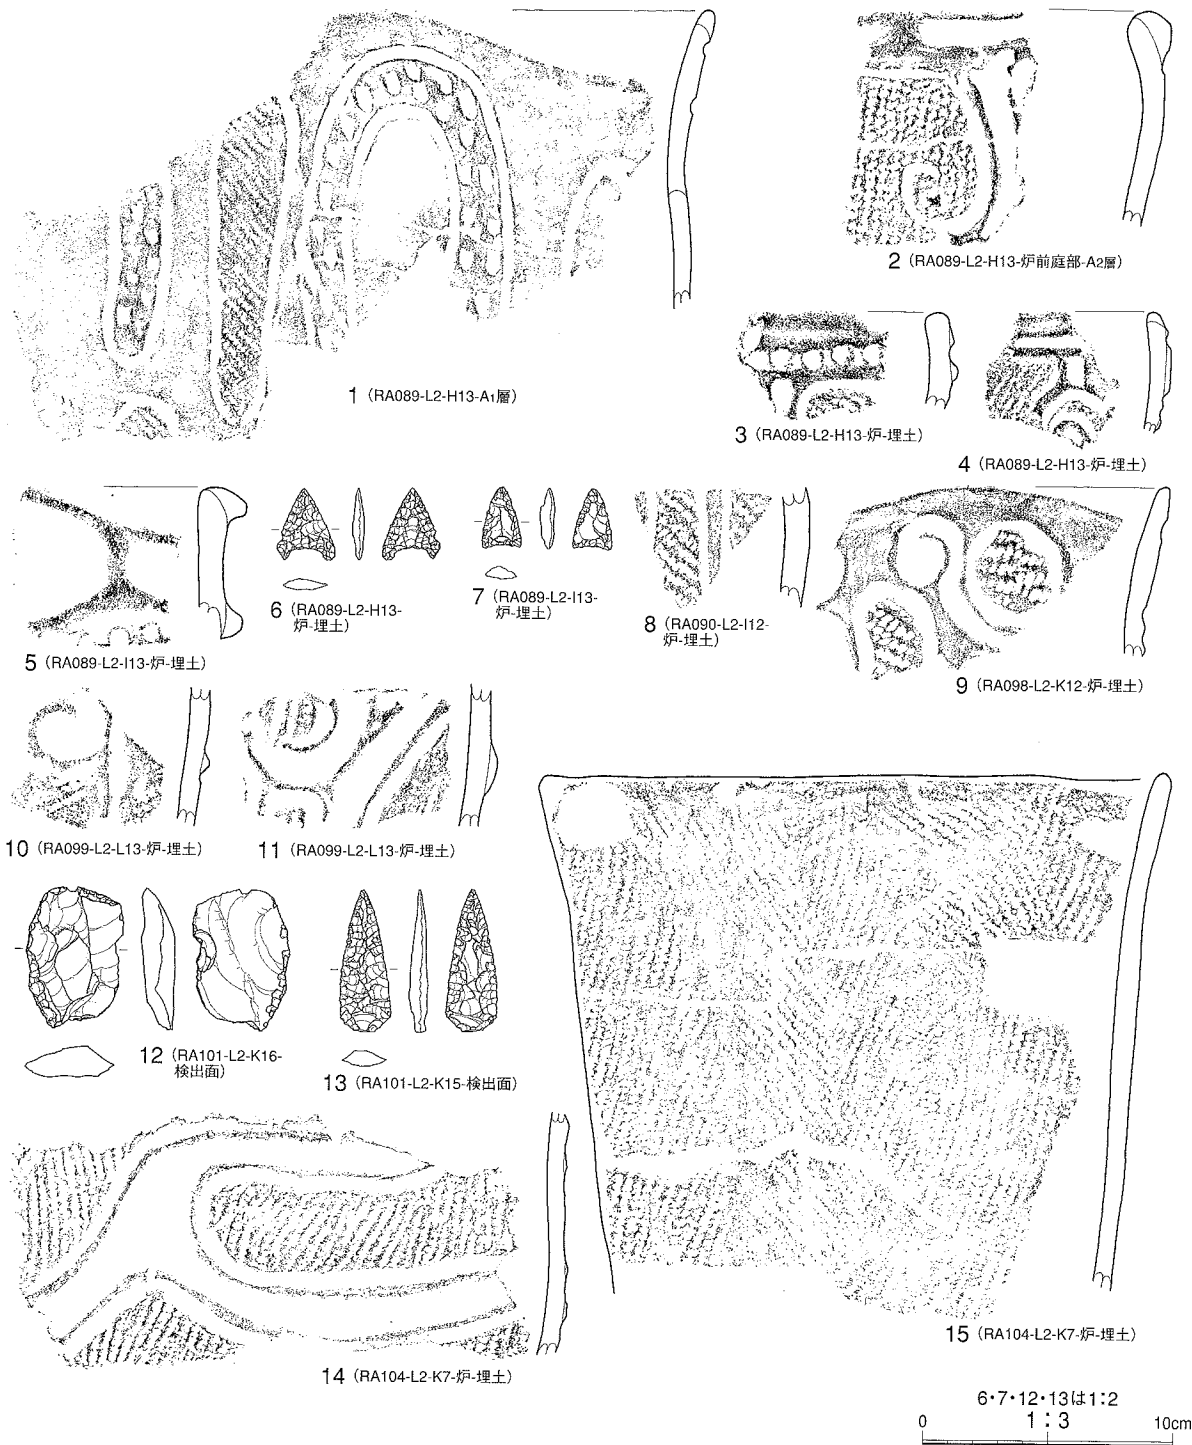 1 (RA089-L2-H13-A1層)
2 (RA089-L2-H13-炉前庭部-A2層)
3 (RA089-L2-H13-炉-埋土)
4 (RA089-L2-H13-炉-埋土)
5 (RA089-L2-I13-炉-埋土)
6 (RA089-L2-H13-
炉-埋土)
7 (RA089-L2-I13-
炉-埋土)
8 (RA090-L2-I12-
炉-埋土)
9 (RA098-L2-K12-炉-埋土)
10 (RA099-L2-L13-炉-埋土)
11 (RA099-L2-L13-炉-埋土)
12 (RA101-L2-K16-
検出面)
13 (RA101-L2-K15-検出面)
14 (RA104-L2-K7-炉-埋土)
15 (RA104-L2-K7-炉-埋土)
6・7・12・13は1:2
0 1:3 10cm